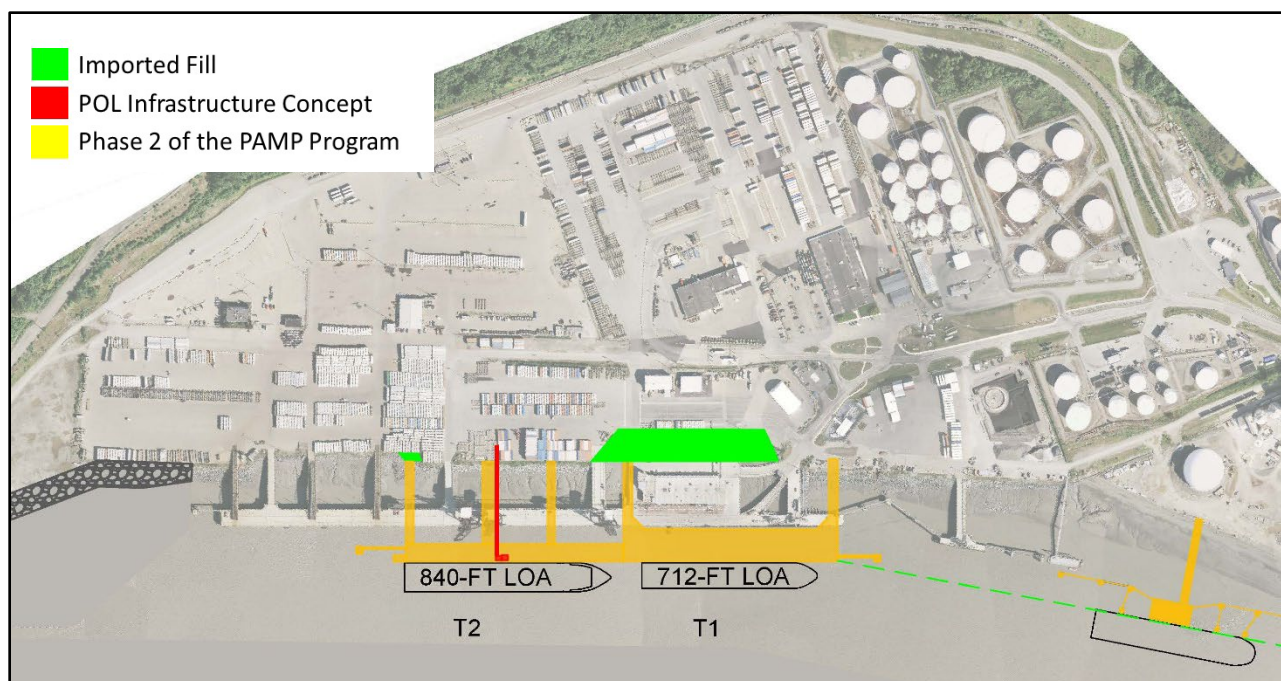 Imported Fill
POL Infrastructure Concept
Phase 2 of the PAMP Program
840-FT LOA
712-FT LOA
T2
T1